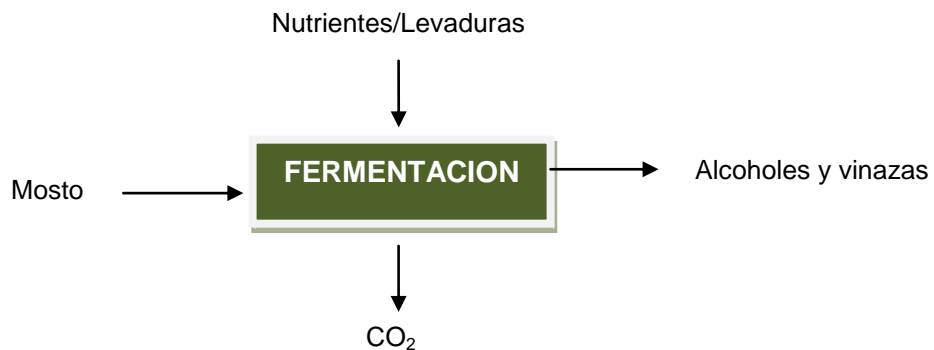 Nutrientes/Levaduras
FERMENTACION
Mosto
Alcoholes y vinazas
CO₂